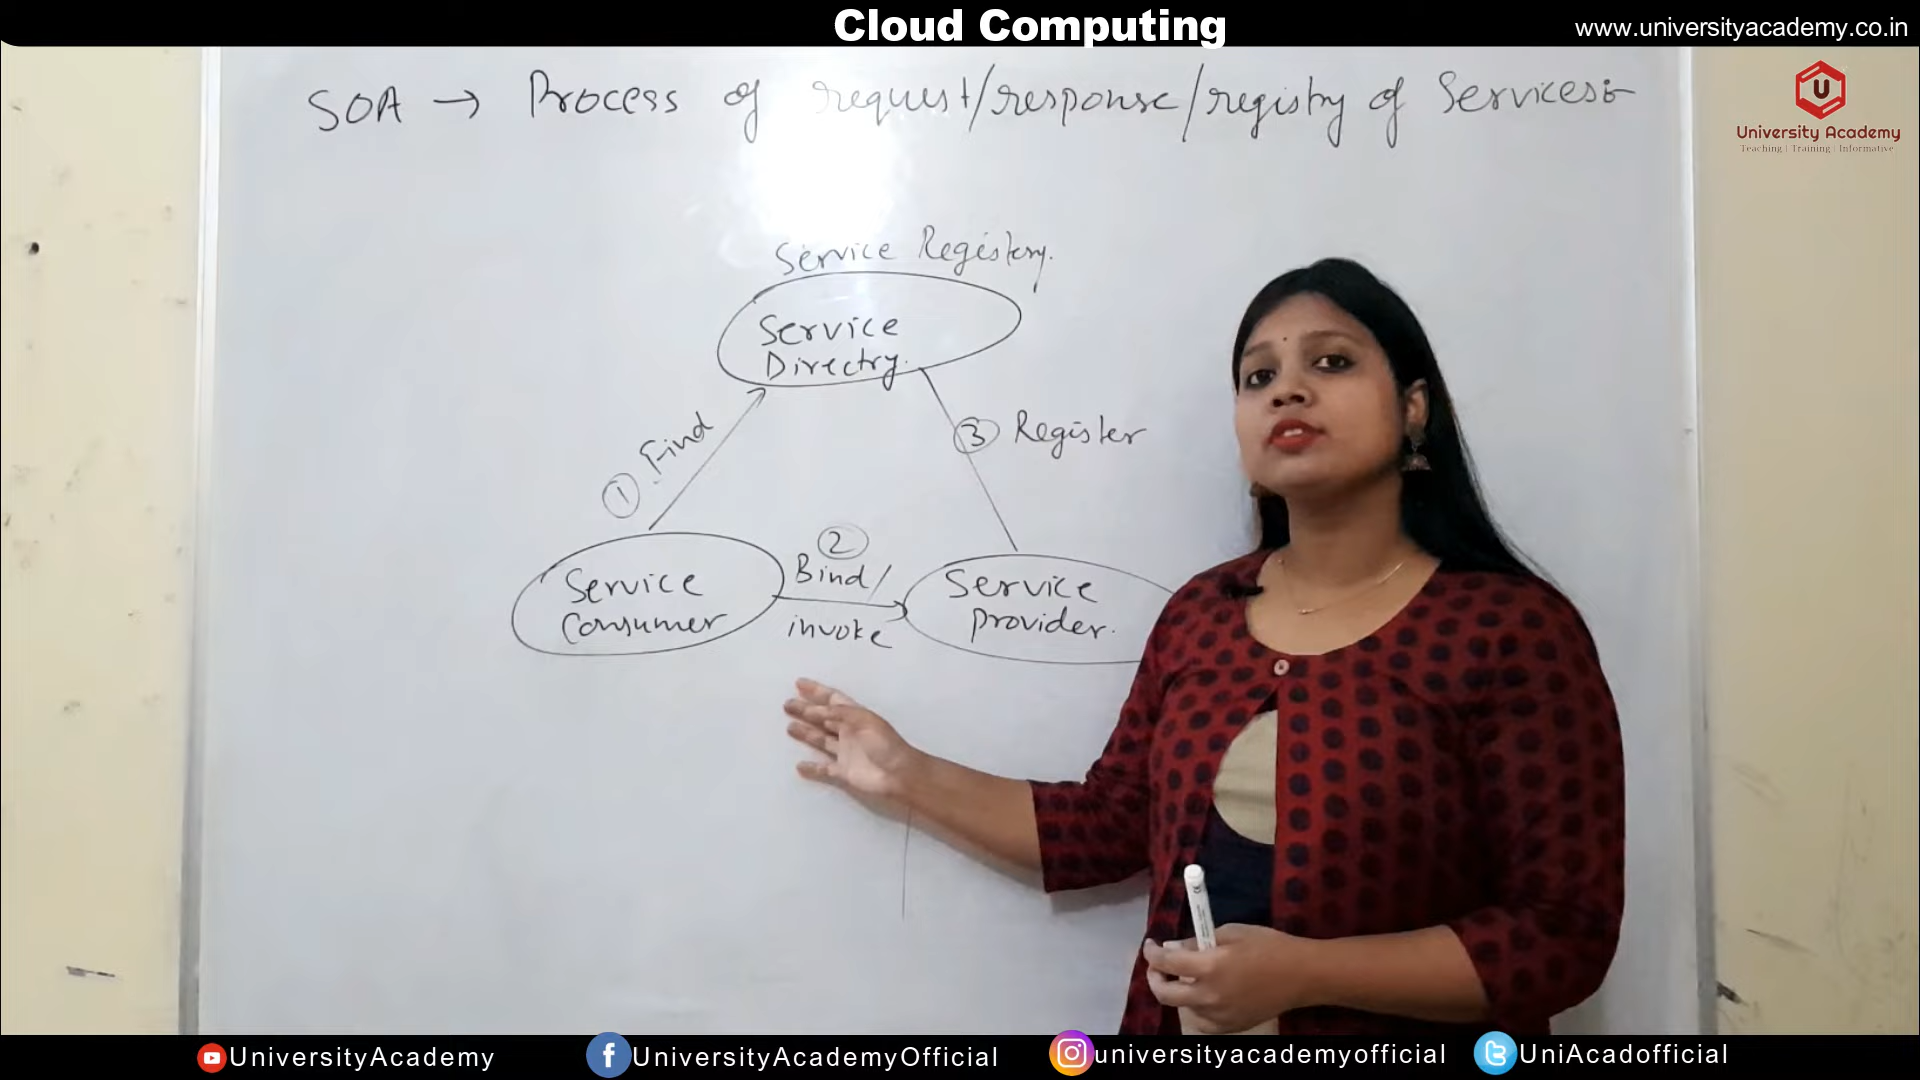 Cloud Computing
www.universityacademy.co.in
SOA → Process of request/response/registry of Services:-
U
University Academy
Teaching | Training | Informative
Service Registery.
Service
Directry.
① Find
③ Register
②
Bind/
invoke
Service
Consumer
Service
Provider.
UniversityAcademy
UniversityAcademyOfficial
universityacademyofficial
UniAcadofficial